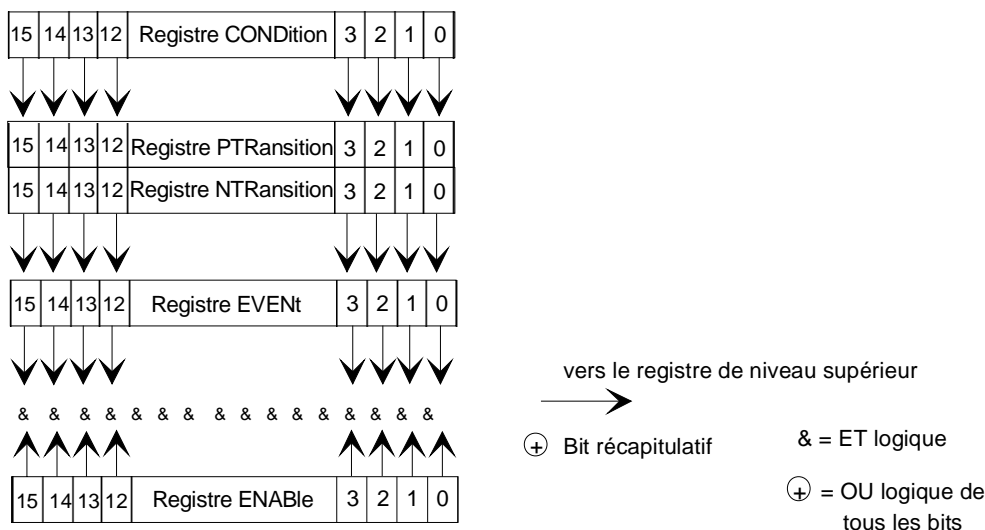 15 14 13 12 Registre CONDition 3 2 1 0
15 14 13 12 Registre PTRansition 3 2 1 0
15 14 13 12 Registre NTRansition 3 2 1 0
15 14 13 12 Registre EVENt 3 2 1 0
vers le registre de niveau supérieur
& & & & & & & & & & & & & & & &
+ Bit récapitulatif
& = ET logique
15 14 13 12 Registre ENABle 3 2 1 0
+ = OU logique de
tous les bits